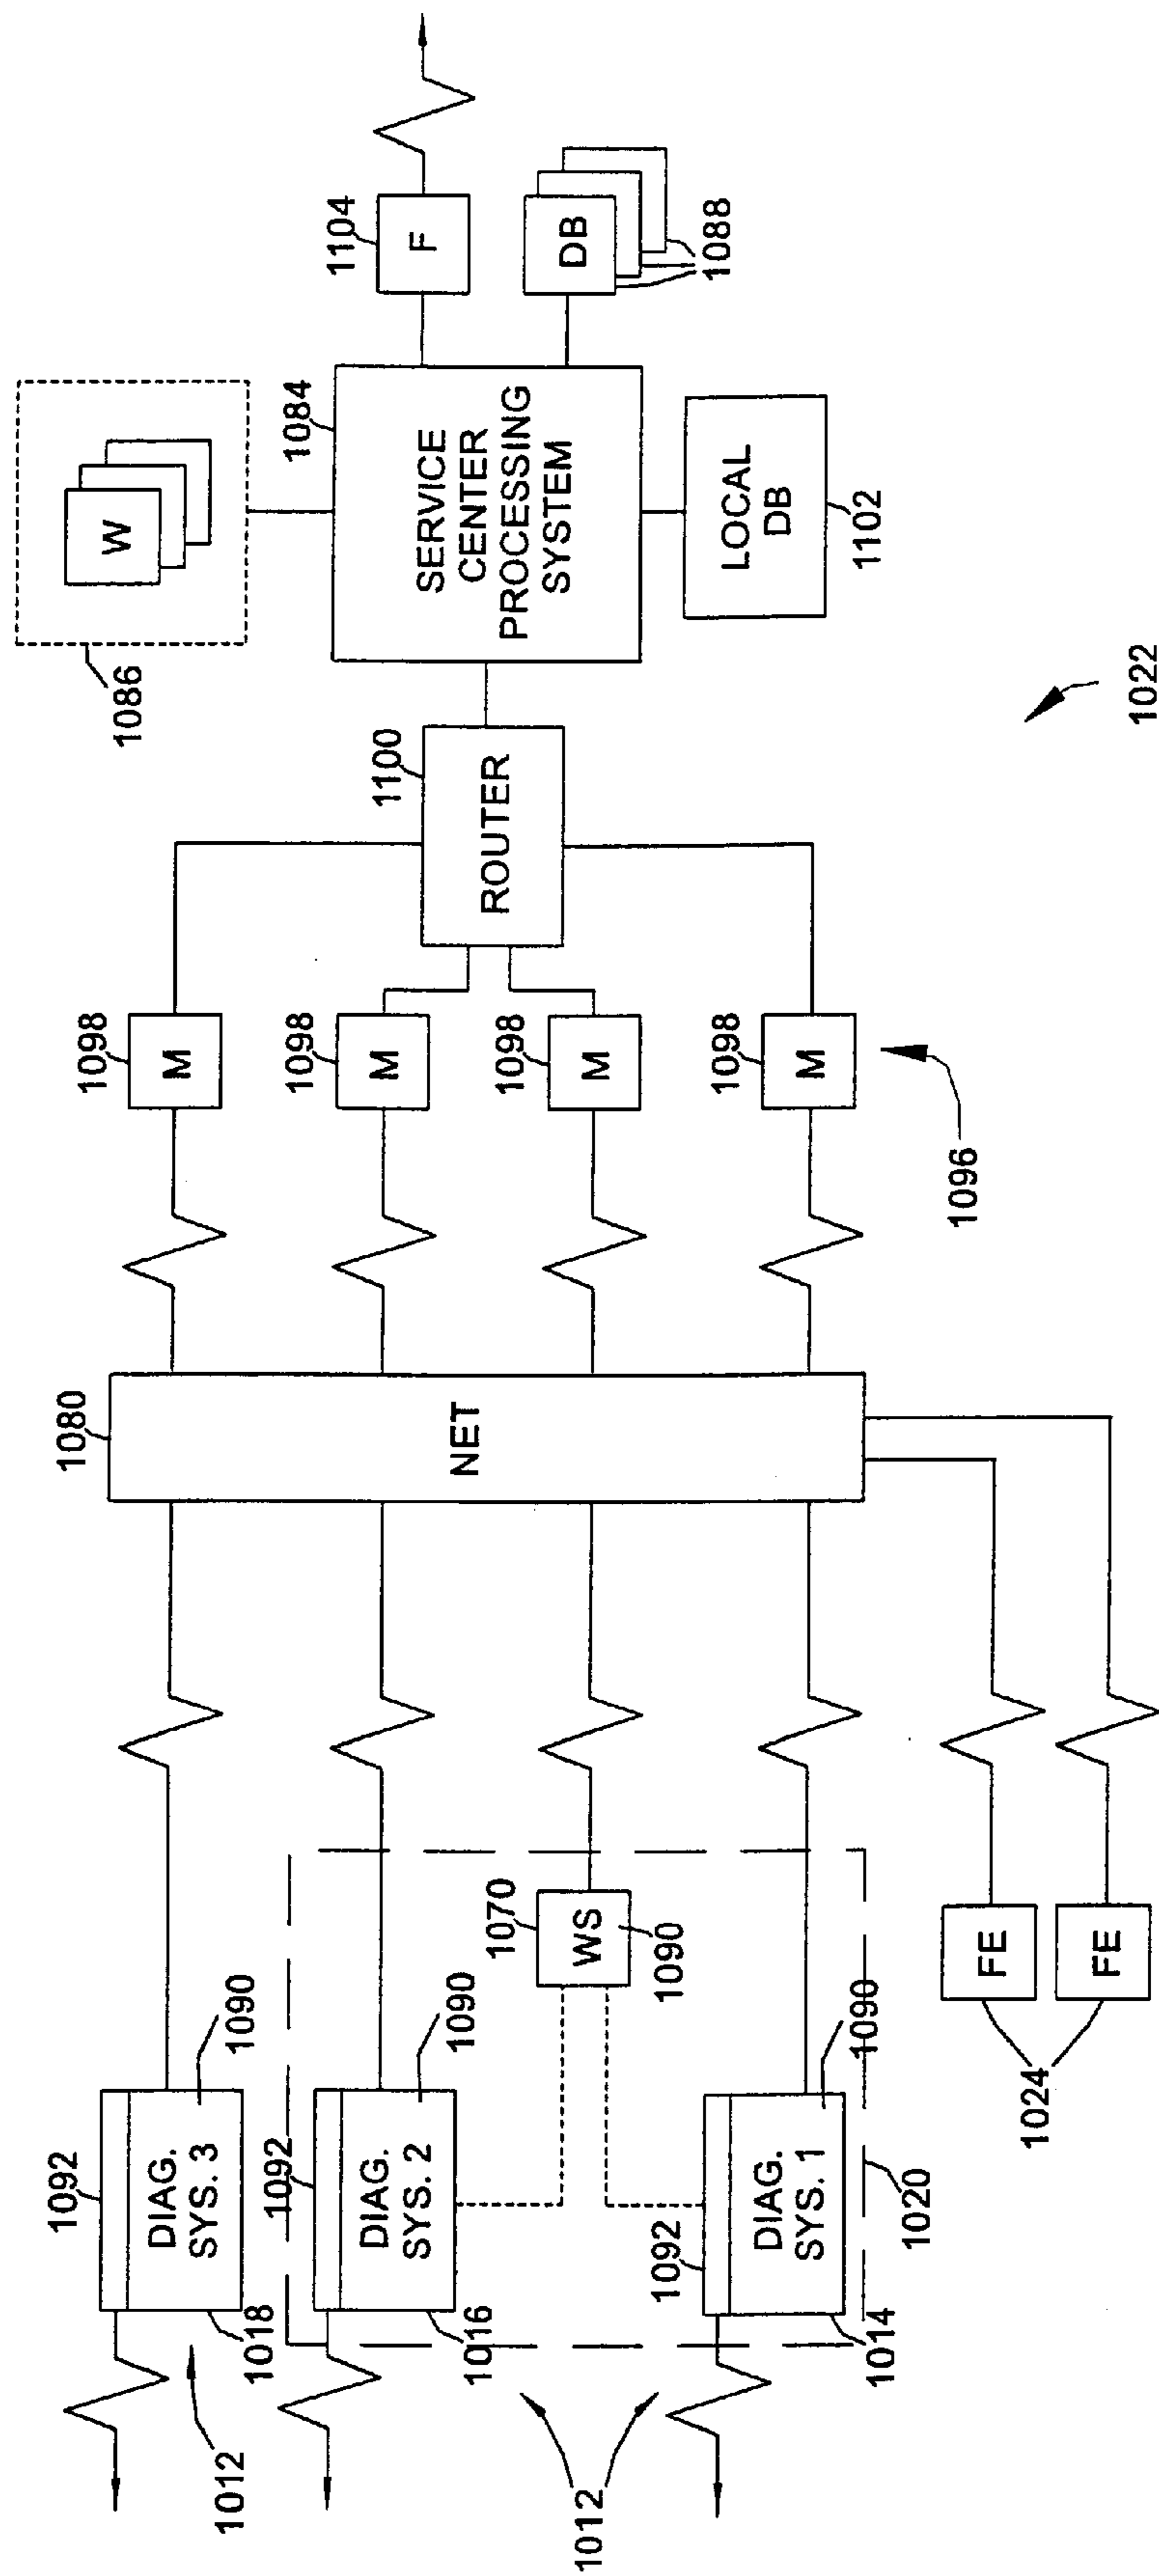 1092
DIAG.
SYS. 3
1090
1018
1012
1092
DIAG.
SYS. 2
1090
1016
1070
WS
1090
1012
1092
DIAG.
SYS. 1
1090
1014
1020
FE
FE
1024
1080
NET
1098
M
1098
M
1098
M
1098
M
1096
1100
ROUTER
1086
W
1084
SERVICE
CENTER
PROCESSING
SYSTEM
1104
F
DB
1088
LOCAL
DB
1102
1022